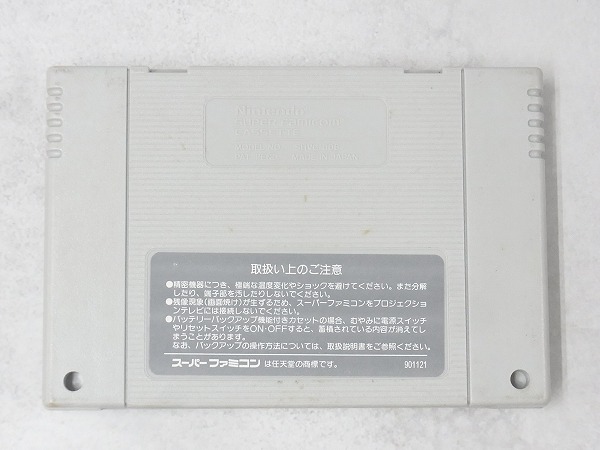 Nintendo
取扱い上のご注意
●精密機器につき、極端な温度変化やショックを避けてください。また分解
したり、端子部を汚したりしないでください。
●残像現象(画面焼け)が生ずるため、スーパーファミコンをプロジェクショ
ンテレビには接続しないでください。
●バッテリーバックアップ機能付きカセットの場合、むやみに電源スイッチ
やリセットスイッチをON・OFFすると、蓄積されている内容が消えてし
まうことがあります。
なお、バックアップの操作方法については、取扱説明書をご参照ください。
スーパーファミコン は任天堂の商標です。 901121